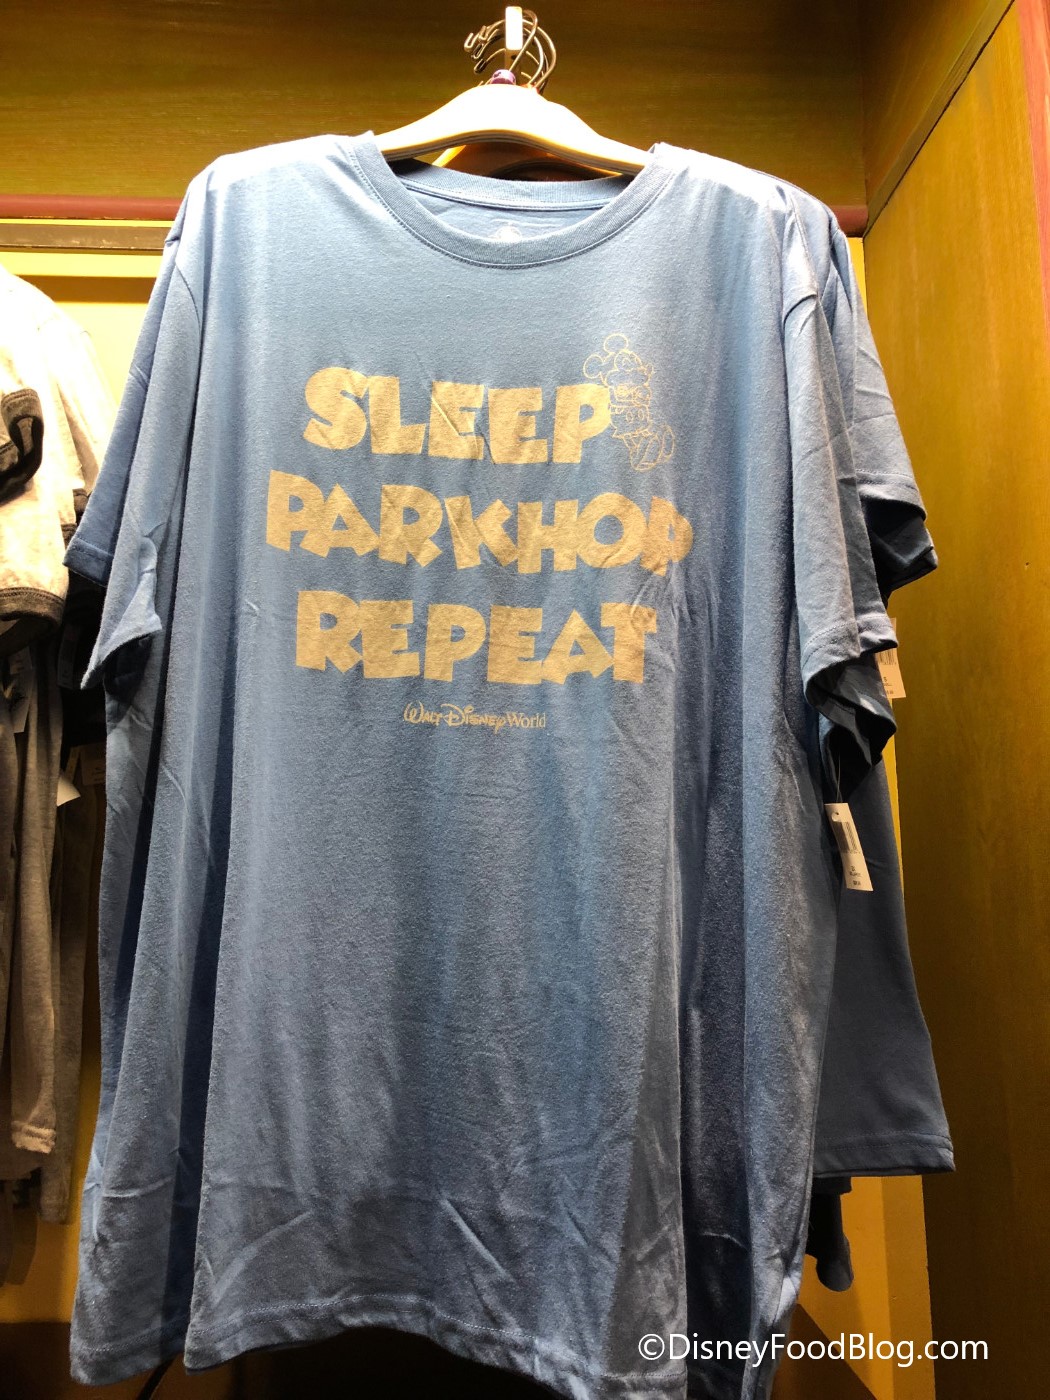 SLEEP
PARKHOP
REPEAT
WALT DISNEY World
©DisneyFoodBlog.com